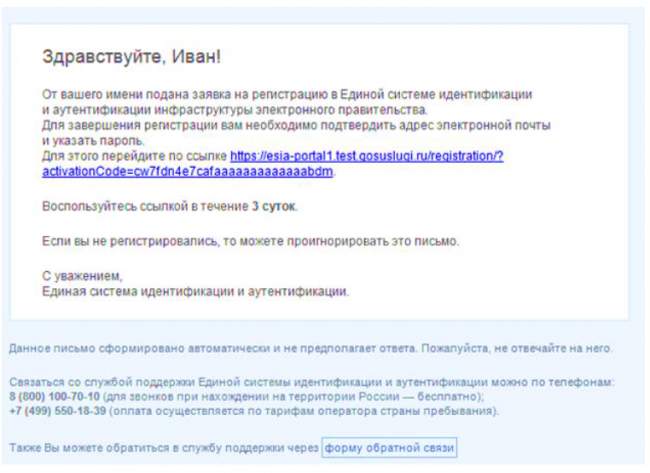 Здравствуйте, Иван!
От вашего имени подана заявка на регистрацию в Единой системе идентификации
и аутентификации инфраструктуры электронного правительства.
Для завершения регистрации вам необходимо подтвердить адрес электронной почты
и указать пароль.
Для этого перейдите по ссылке https://esia-portal1.test.gosuslugi.ru/registration/?
activationCode=cw7fdn4e7cafaaaaaaaaaaaaabdm.
Воспользуйтесь ссылкой в течение 3 суток.
Если вы не регистрировались, то можете проигнорировать это письмо.
С уважением,
Единая система идентификации и аутентификации.
Данное письмо сформировано автоматически и не предполагает ответа. Пожалуйста, не отвечайте на него.
Связаться со службой поддержки Единой системы идентификации и аутентификации можно по телефонам:
8 (800) 100-70-10 (для звонков при нахождении на территории России — бесплатно);
+7 (499) 550-18-39 (оплата осуществляется по тарифам оператора страны пребывания).
Также Вы можете обратиться в службу поддержки через форму обратной связи